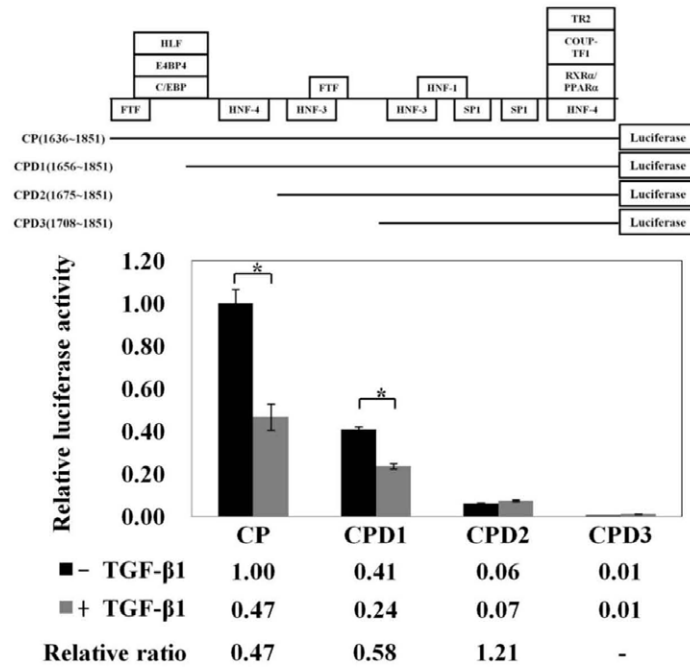 TR2
HLF
COUP-
TF1
E4BP4
C/EBP
FTF
HNF-1
RXRα/
PPARα
FTF
HNF-4
HNF-3
HNF-3
SP1
SP1
HNF-4
CP(1636~1851)
Luciferase
CPD1(1656~1851)
Luciferase
CPD2(1675~1851)
Luciferase
CPD3(1708~1851)
Luciferase
Relative luciferase activity
1.20
1.00
0.80
0.60
0.40
0.20
0.00
*
*
CP CPD1 CPD2 CPD3
− TGF-β1 1.00 0.41 0.06 0.01
+ TGF-β1 0.47 0.24 0.07 0.01
Relative ratio 0.47 0.58 1.21 -